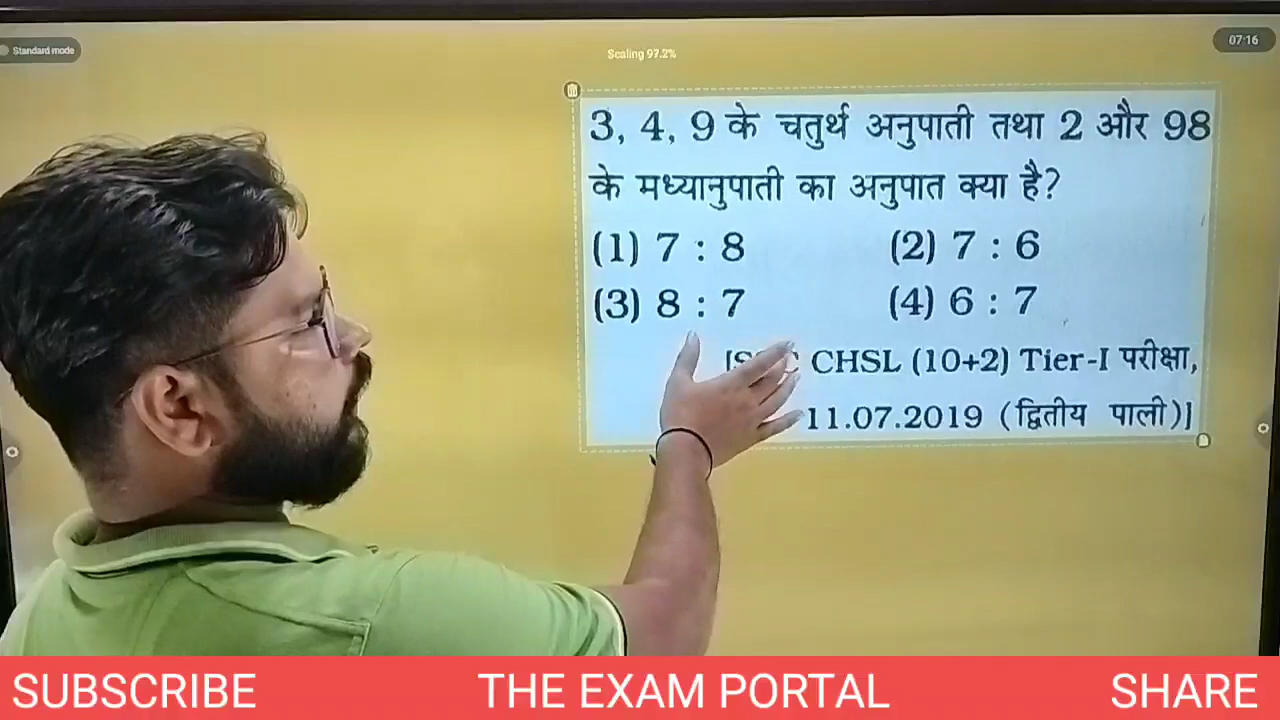 Standard mode
Scaling 97.2%
07:16
3, 4, 9 के चतुर्थ अनुपाती तथा 2 और 98
के मध्यानुपाती का अनुपात क्या है?
(1) 7 : 8 (2) 7 : 6
(3) 8 : 7 (4) 6 : 7
CHSL (10+2) Tier-I परीक्षा,
11.07.2019 (द्वितीय पाली)]
SUBSCRIBE THE EXAM PORTAL SHARE